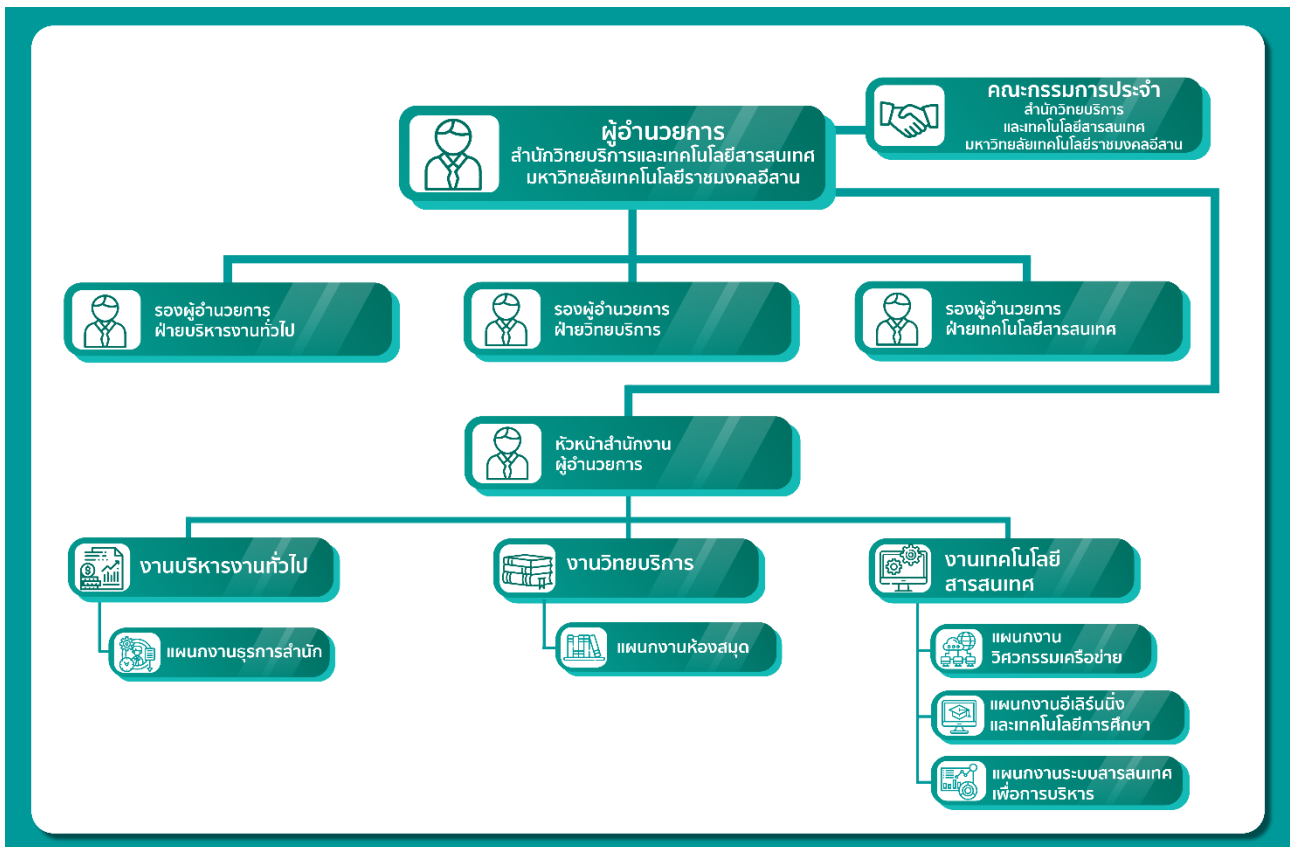 คณะกรรมการประจำ
สำนักวิทยบริการ
และเทคโนโลยีสารสนเทศ
มหาวิทยลัยเทคโนโลยีราชมงคลอีสาน
ผู้อำนวยการ
สำนักวิทยบริการและเทคโนโลยีสารสนเทศ
มหาวิทยลัยเทคโนโลยีราชมงคลอีสาน
รองผู้อำนวยการ
ฝ่ายบริหารงานทั่วไป
รองผู้อำนวยการ
ฝ่ายวิทยบริการ
รองผู้อำนวยการ
ฝ่ายเทคโนโลยีสารสนเทศ
หัวหน้าสำนักงาน
ผู้อำนวยการ
งานบริหารงานทั่วไป
แผนกงานธุรการสำนัก
งานวิทยบริการ
แผนกงานห้องสมุด
งานเทคโนโลยี
สารสนเทศ
แผนกงาน
วิศวกรรมเครือข่าย
แผนกงานอีเลิร์นนิ่ง
และเทคโนโลยีการศึกษา
แผนกงานระบบสารสนเทศ
เพื่อการบริหาร